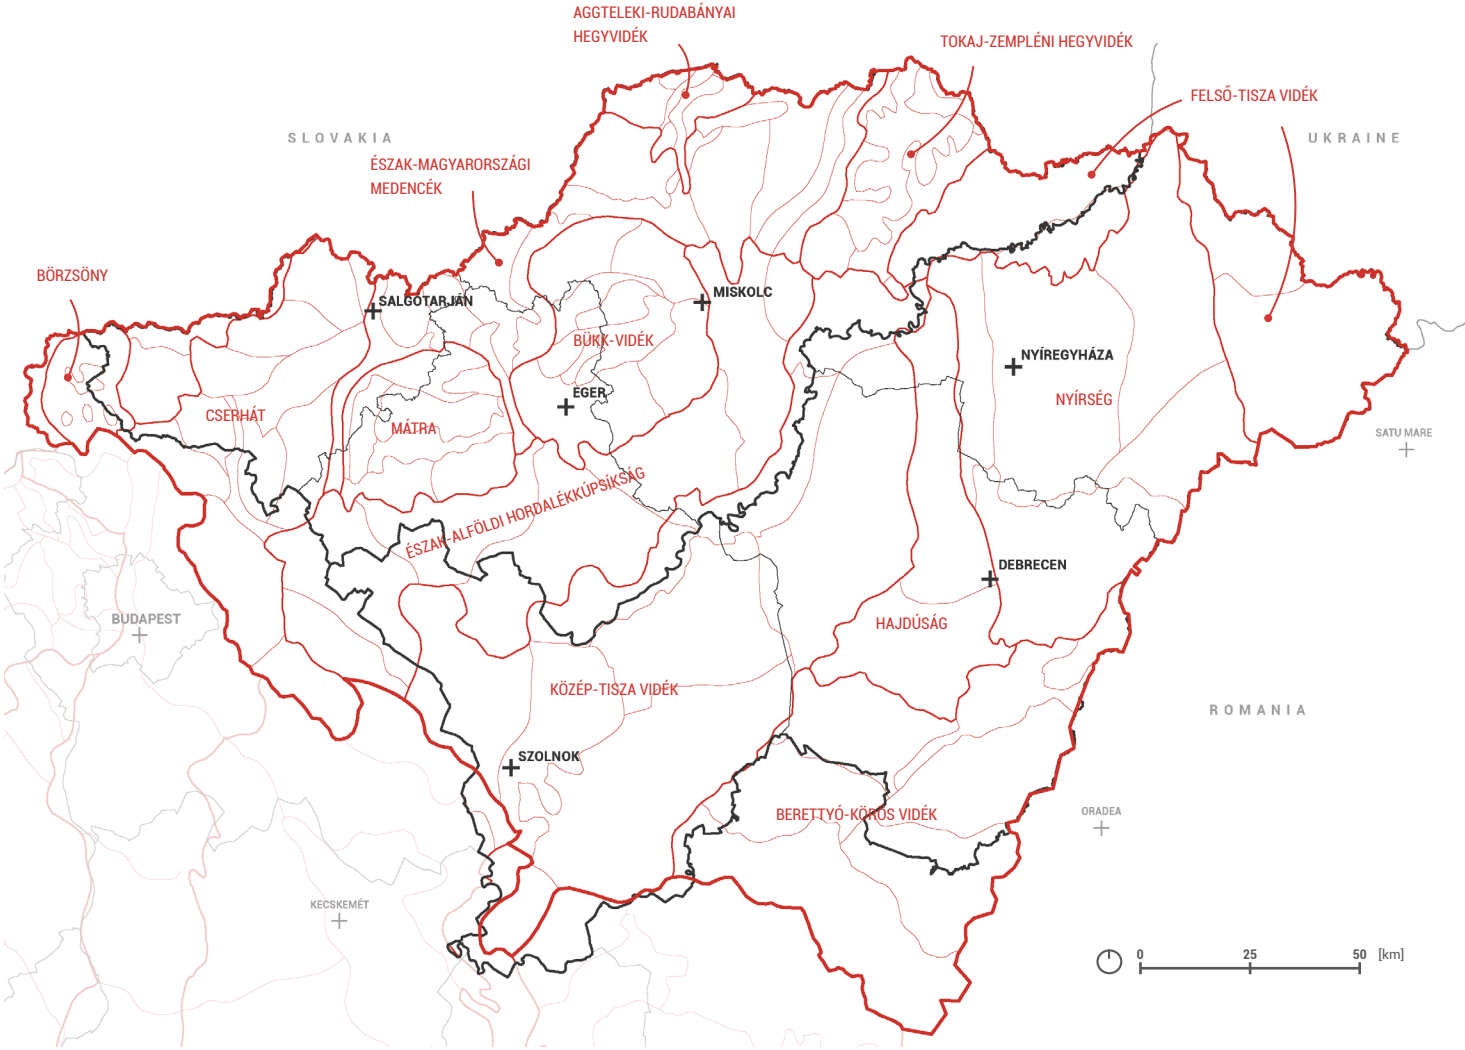 AGGTELEKI-RUDABÁNYAI
HEGYVIDÉK
TOKAJ-ZEMPLÉNI HEGYVIDÉK
FELSŐ-TISZA VIDÉK
SLOVAKIA
UKRAINE
ÉSZAK-MAGYARORSZÁGI
MEDENCÉK
BÖRZSÖNY
SALGÓTARJÁN
MISKOLC
BÜKK-VIDÉK
NYÍREGYHÁZA
EGER
NYÍRSÉG
CSERHÁT
MÁTRA
SATU MARE
ÉSZAK-ALFÖLDI HORDALÉKKÚPSÍKSÁG
DEBRECEN
BUDAPEST
HAJDÚSÁG
KÖZÉP-TISZA VIDÉK
ROMANIA
SZOLNOK
BERETTYÓ-KÖRÖS VIDÉK
ORADEA
KECSKEMÉT
0 25 50 [km]